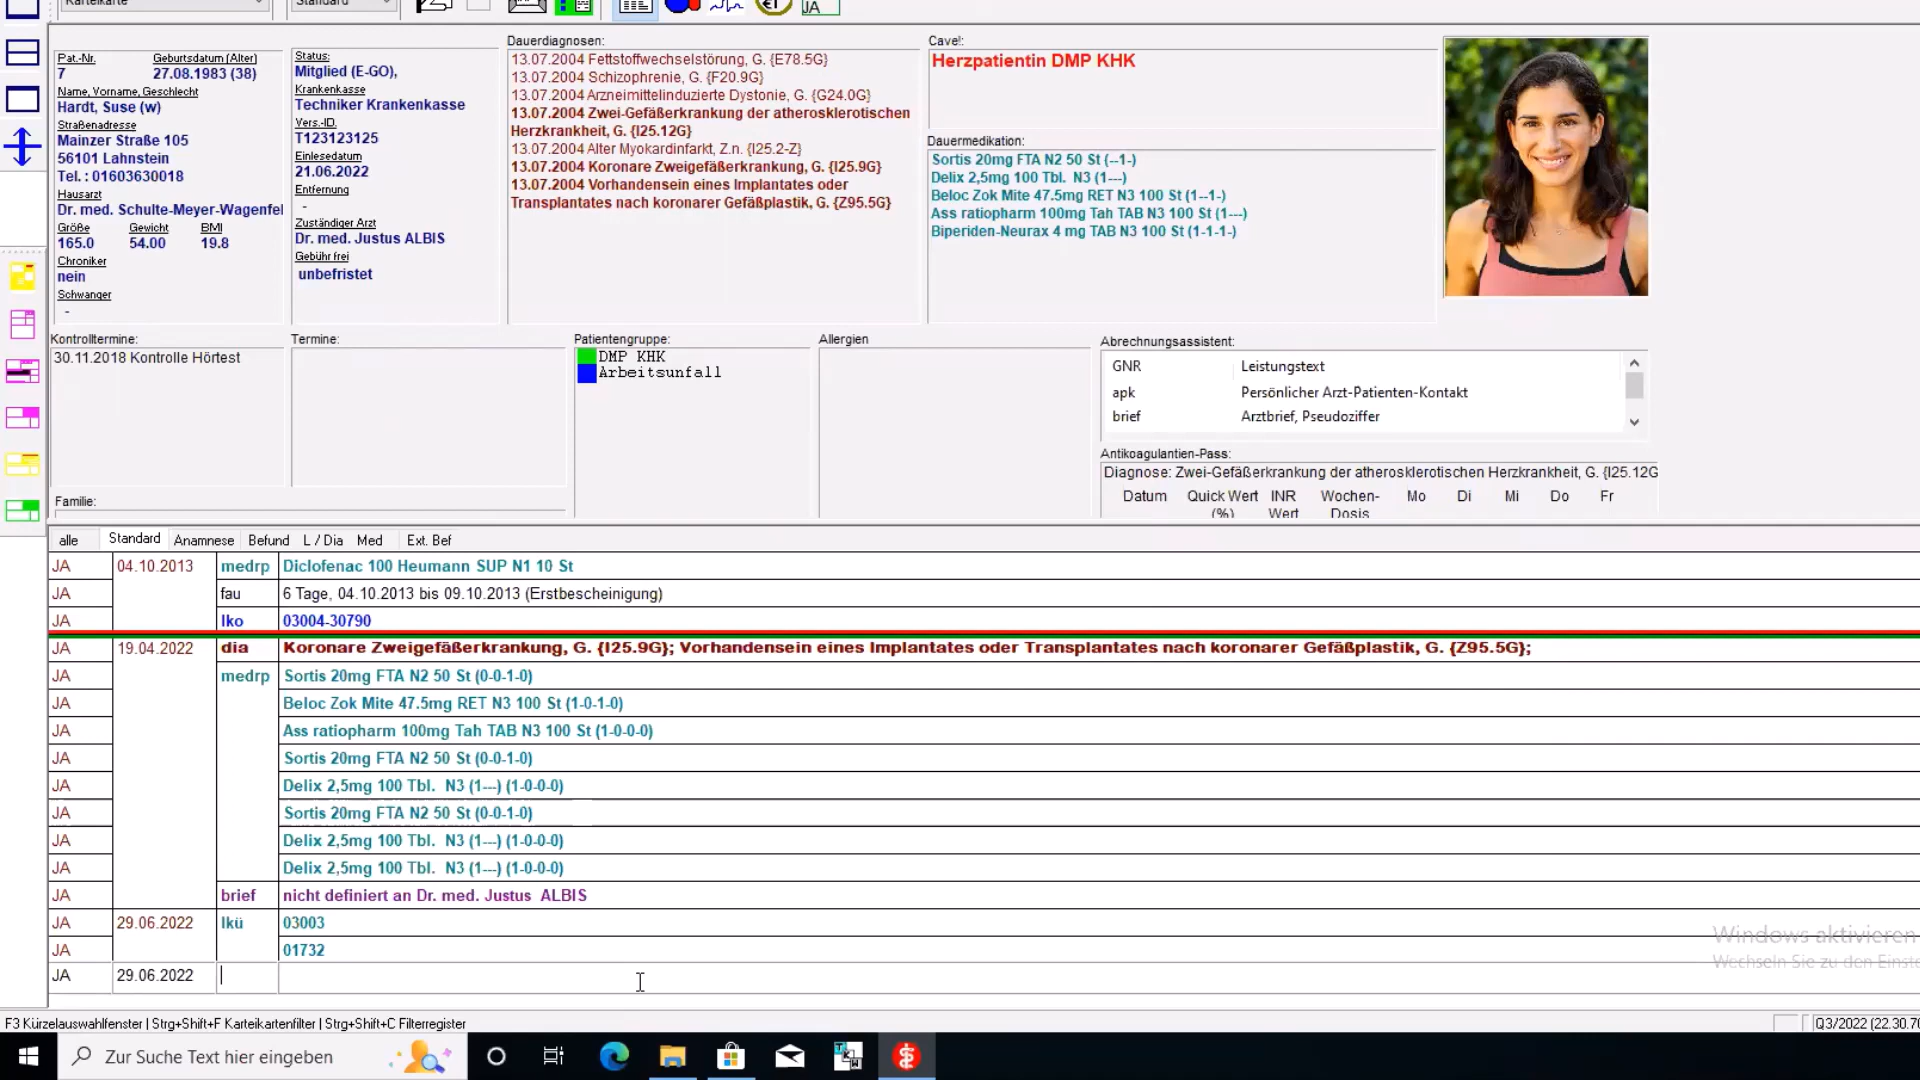 Karteikarte
Standard
JA
Pat.-Nr. Geburtsdatum (Alter)
7 27.08.1983 (38)
Name, Vorname, Geschlecht
Hardt, Suse (w)
Straßenadresse
Mainzer Straße 105
56101 Lahnstein
Tel. : 01603630018
Hausarzt
Dr. med. Schulte-Meyer-Wagenfel
Größe Gewicht BMI
165.0 54.00 19.8
Chroniker
nein
Schwanger
-
Status:
Mitglied (E-GO),
Krankenkasse
Techniker Krankenkasse
Vers.-ID.
T123123125
Einlesedatum
21.06.2022
Entfernung
-
Zuständiger Arzt
Dr. med. Justus ALBIS
Gebühr frei
unbefristet
Dauerdiagnosen:
13.07.2004 Fettstoffwechselstörung, G. {E78.5G}
13.07.2004 Schizophrenie, G. {F20.9G}
13.07.2004 Arzneimittelinduzierte Dystonie, G. {G24.0G}
13.07.2004 Zwei-Gefäßerkrankung der atherosklerotischen
Herzkrankheit, G. {I25.12G}
13.07.2004 Alter Myokardinfarkt, Z.n. {I25.2-Z}
13.07.2004 Koronare Zweigefäßerkrankung, G. {I25.9G}
13.07.2004 Vorhandensein eines Implantates oder
Transplantates nach koronarer Gefäßplastik, G. {Z95.5G}
Cave!:
Herzpatientin DMP KHK
Dauermedikation:
Sortis 20mg FTA N2 50 St (--1-)
Delix 2,5mg 100 Tbl. N3 (1---)
Beloc Zok Mite 47.5mg RET N3 100 St (1--1-)
Ass ratiopharm 100mg Tah TAB N3 100 St (1---)
Biperiden-Neurax 4 mg TAB N3 100 St (1-1-1-)
Kontrolltermine:
30.11.2018 Kontrolle Hörtest
Termine:
Patientengruppe:
DMP KHK
Arbeitsunfall
Allergien
Abrechnungsassistent:
GNR Leistungstext
apk Persönlicher Arzt-Patienten-Kontakt
brief Arztbrief, Pseudoziffer
Antikoagulantien-Pass:
Diagnose: Zwei-Gefäßerkrankung der atherosklerotischen Herzkrankheit, G. {I25.12G
Datum Quick Wert INR Wochen- Mo Di Mi Do Fr
(%) Wert Dosis
Familie:
alle Standard Anamnese Befund L / Dia Med Ext. Bef
JA 04.10.2013 medrp Diclofenac 100 Heumann SUP N1 10 St
JA fau 6 Tage, 04.10.2013 bis 09.10.2013 (Erstbescheinigung)
JA lko 03004-30790
JA 19.04.2022 dia Koronare Zweigefäßerkrankung, G. {I25.9G}; Vorhandensein eines Implantates oder Transplantates nach koronarer Gefäßplastik, G. {Z95.5G};
JA medrp Sortis 20mg FTA N2 50 St (0-0-1-0)
JA Beloc Zok Mite 47.5mg RET N3 100 St (1-0-1-0)
JA Ass ratiopharm 100mg Tah TAB N3 100 St (1-0-0-0)
JA Sortis 20mg FTA N2 50 St (0-0-1-0)
JA Delix 2,5mg 100 Tbl. N3 (1---) (1-0-0-0)
JA Sortis 20mg FTA N2 50 St (0-0-1-0)
JA Delix 2,5mg 100 Tbl. N3 (1---) (1-0-0-0)
JA Delix 2,5mg 100 Tbl. N3 (1---) (1-0-0-0)
JA brief nicht definiert an Dr. med. Justus ALBIS
JA 29.06.2022 lkü 03003
JA 01732
JA 29.06.2022
Windows aktivieren
Wechseln Sie zu den Einste
F3 Kürzelauswahlfenster | Strg+Shift+F Karteikartenfilter | Strg+Shift+C Filterregister
Q3/2022 (22.30.70
Zur Suche Text hier eingeben